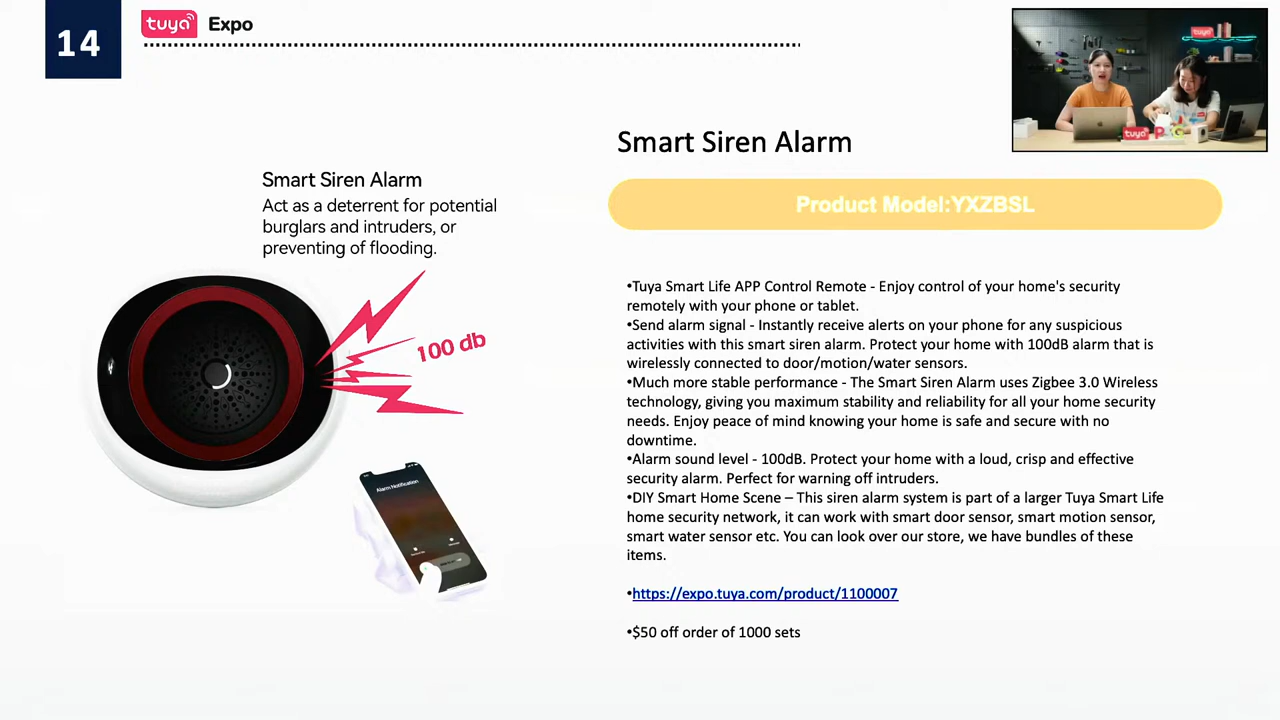 14
tuya Expo
Smart Siren Alarm
Act as a deterrent for potential
burglars and intruders, or
preventing of flooding.
100 db
Alarm Notification
Smart Siren Alarm
Product Model:YXZBSL
•Tuya Smart Life APP Control Remote - Enjoy control of your home's security
remotely with your phone or tablet.
•Send alarm signal - Instantly receive alerts on your phone for any suspicious
activities with this smart siren alarm. Protect your home with 100dB alarm that is
wirelessly connected to door/motion/water sensors.
•Much more stable performance - The Smart Siren Alarm uses Zigbee 3.0 Wireless
technology, giving you maximum stability and reliability for all your home security
needs. Enjoy peace of mind knowing your home is safe and secure with no
downtime.
•Alarm sound level - 100dB. Protect your home with a loud, crisp and effective
security alarm. Perfect for warning off intruders.
•DIY Smart Home Scene – This siren alarm system is part of a larger Tuya Smart Life
home security network, it can work with smart door sensor, smart motion sensor,
smart water sensor etc. You can look over our store, we have bundles of these
items.
•https://expo.tuya.com/product/1100007
•$50 off order of 1000 sets
tuya
tuya